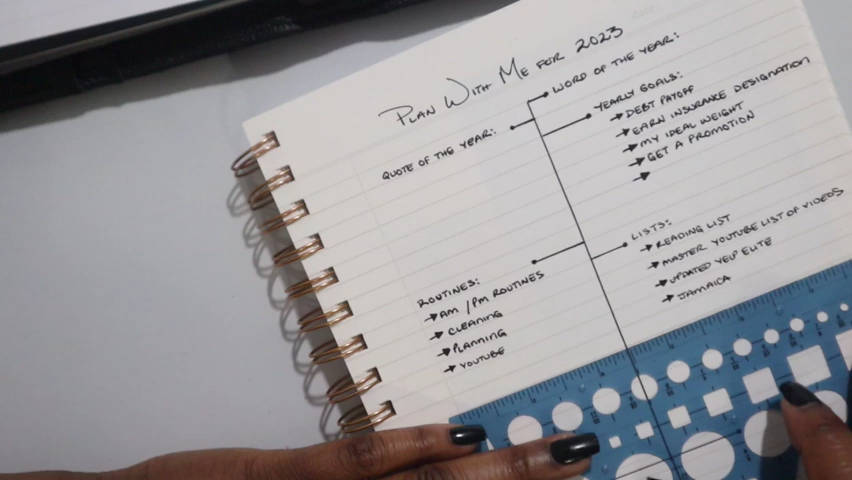 PLAN WITH ME FOR 2023
WORD OF THE YEAR:
QUOTE OF THE YEAR:
YEARLY GOALS:
→ DEBT PAYOFF
→ EARN INSURANCE DESIGNATION
→ MY IDEAL WEIGHT
→ GET A PROMOTION
→
LISTS:
→ READING LIST
→ MASTER YOUTUBE LIST OF VIDEOS
→ UPDATED YELP ELITE
→ JAMAICA
ROUTINES:
→ AM / PM ROUTINES
→ CLEANING
→ PLANNING
→ YOUTUBE